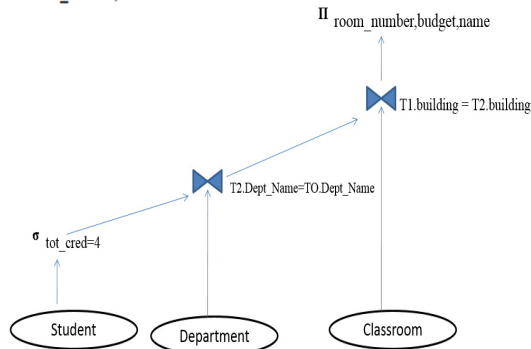 Π room_number,budget,name
T1.building = T2.building
T2.Dept_Name=TO.Dept_Name
σ tot_cred=4
Student
Department
Classroom